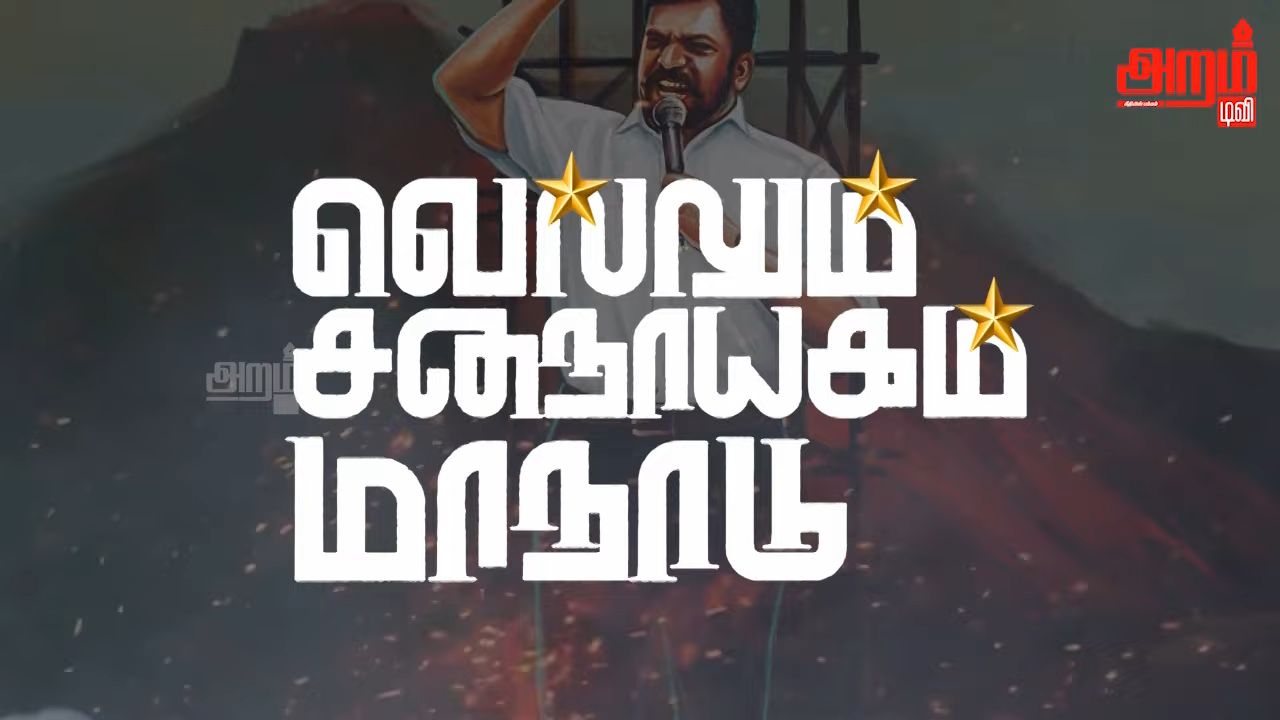 அறம்
டிவி
வெல்லும்
சனநாயகம்
மாநாடு
அறம்